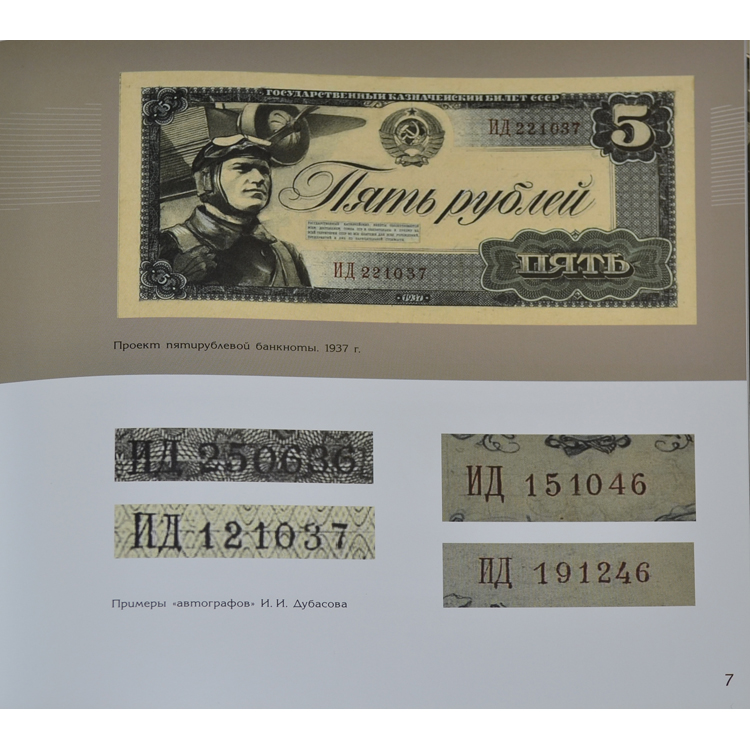 ГОСУДАРСТВЕННЫЙ КАЗНАЧЕЙСКИЙ БИЛЕТ СССР
ИД 221037
5
Пять рублей
ИД 221037
ПЯТЬ
1937
Проект пятирублевой банкноты. 1937 г.
ИД 250636
ИД 151046
ИД 121037
ИД 191246
Примеры «автографов» И. И. Дубасова
7